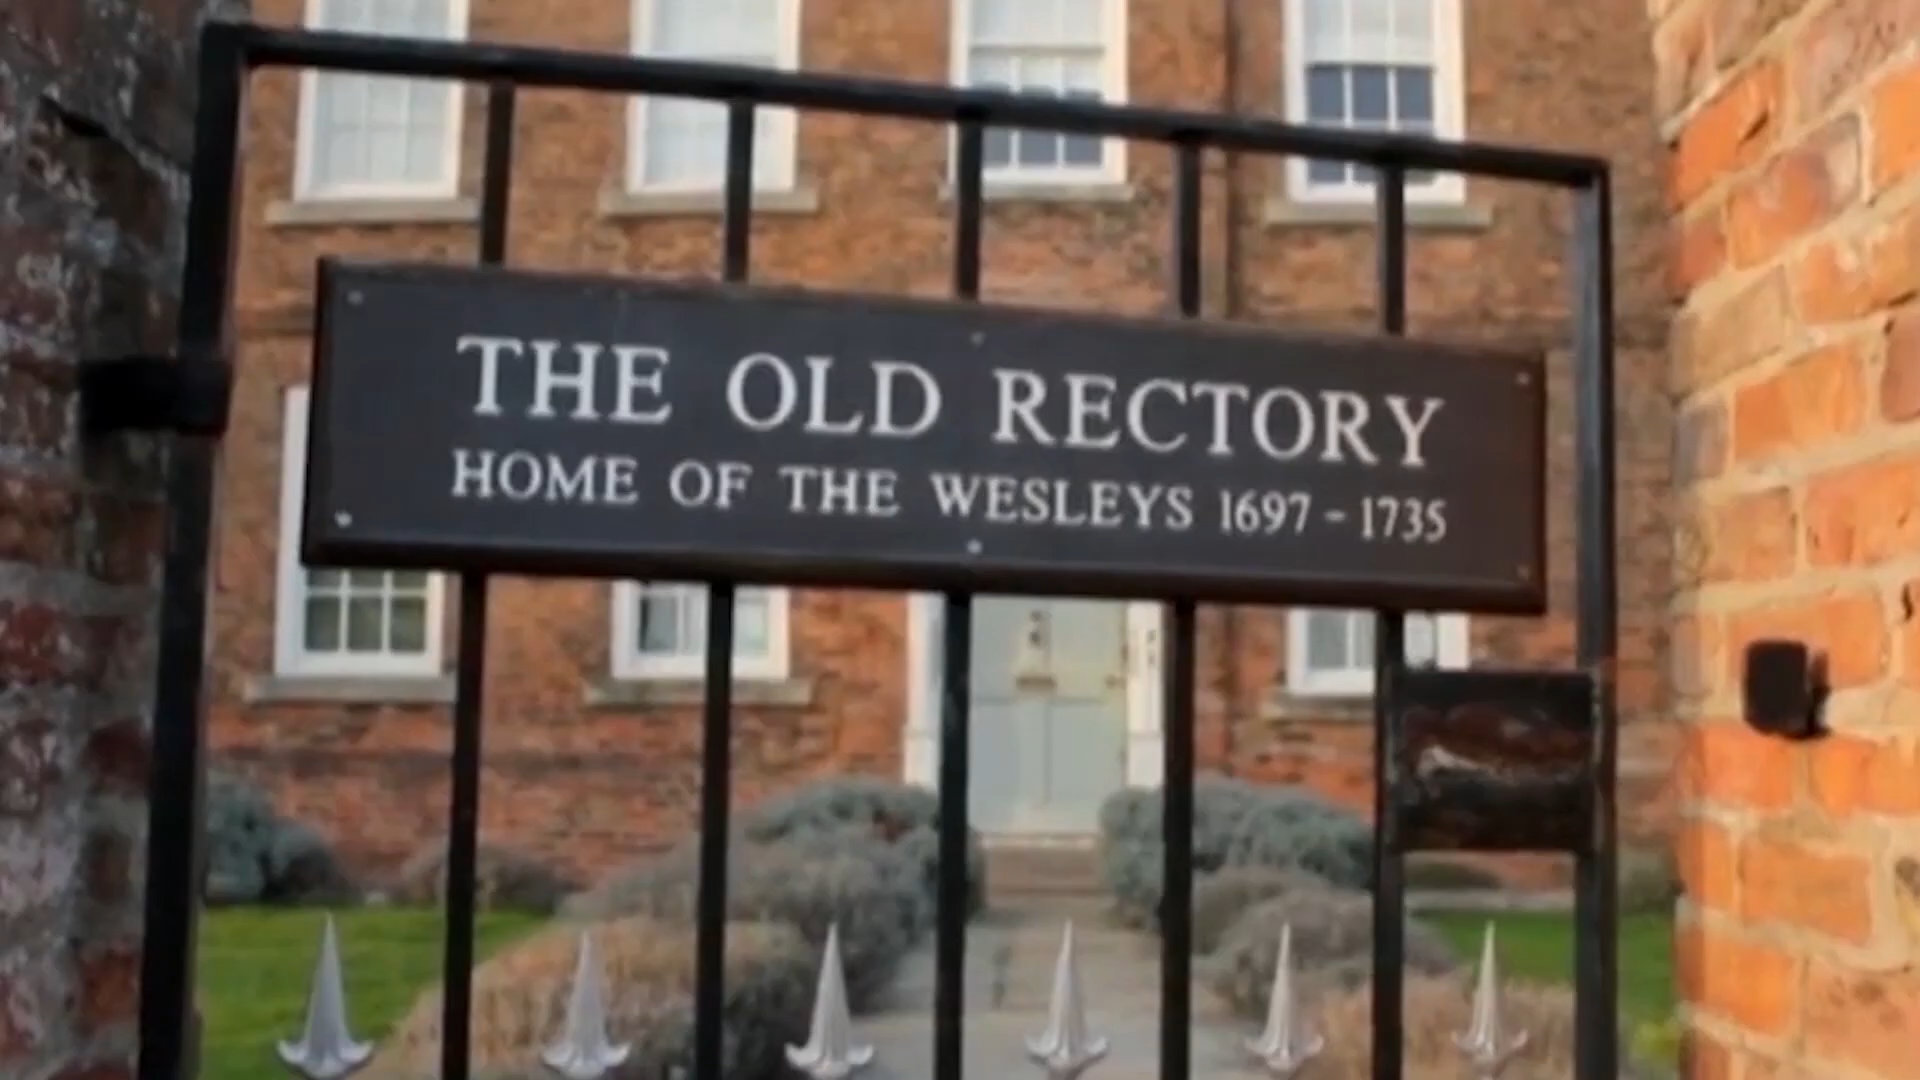 THE OLD RECTORY
HOME OF THE WESLEYS 1697 - 1735